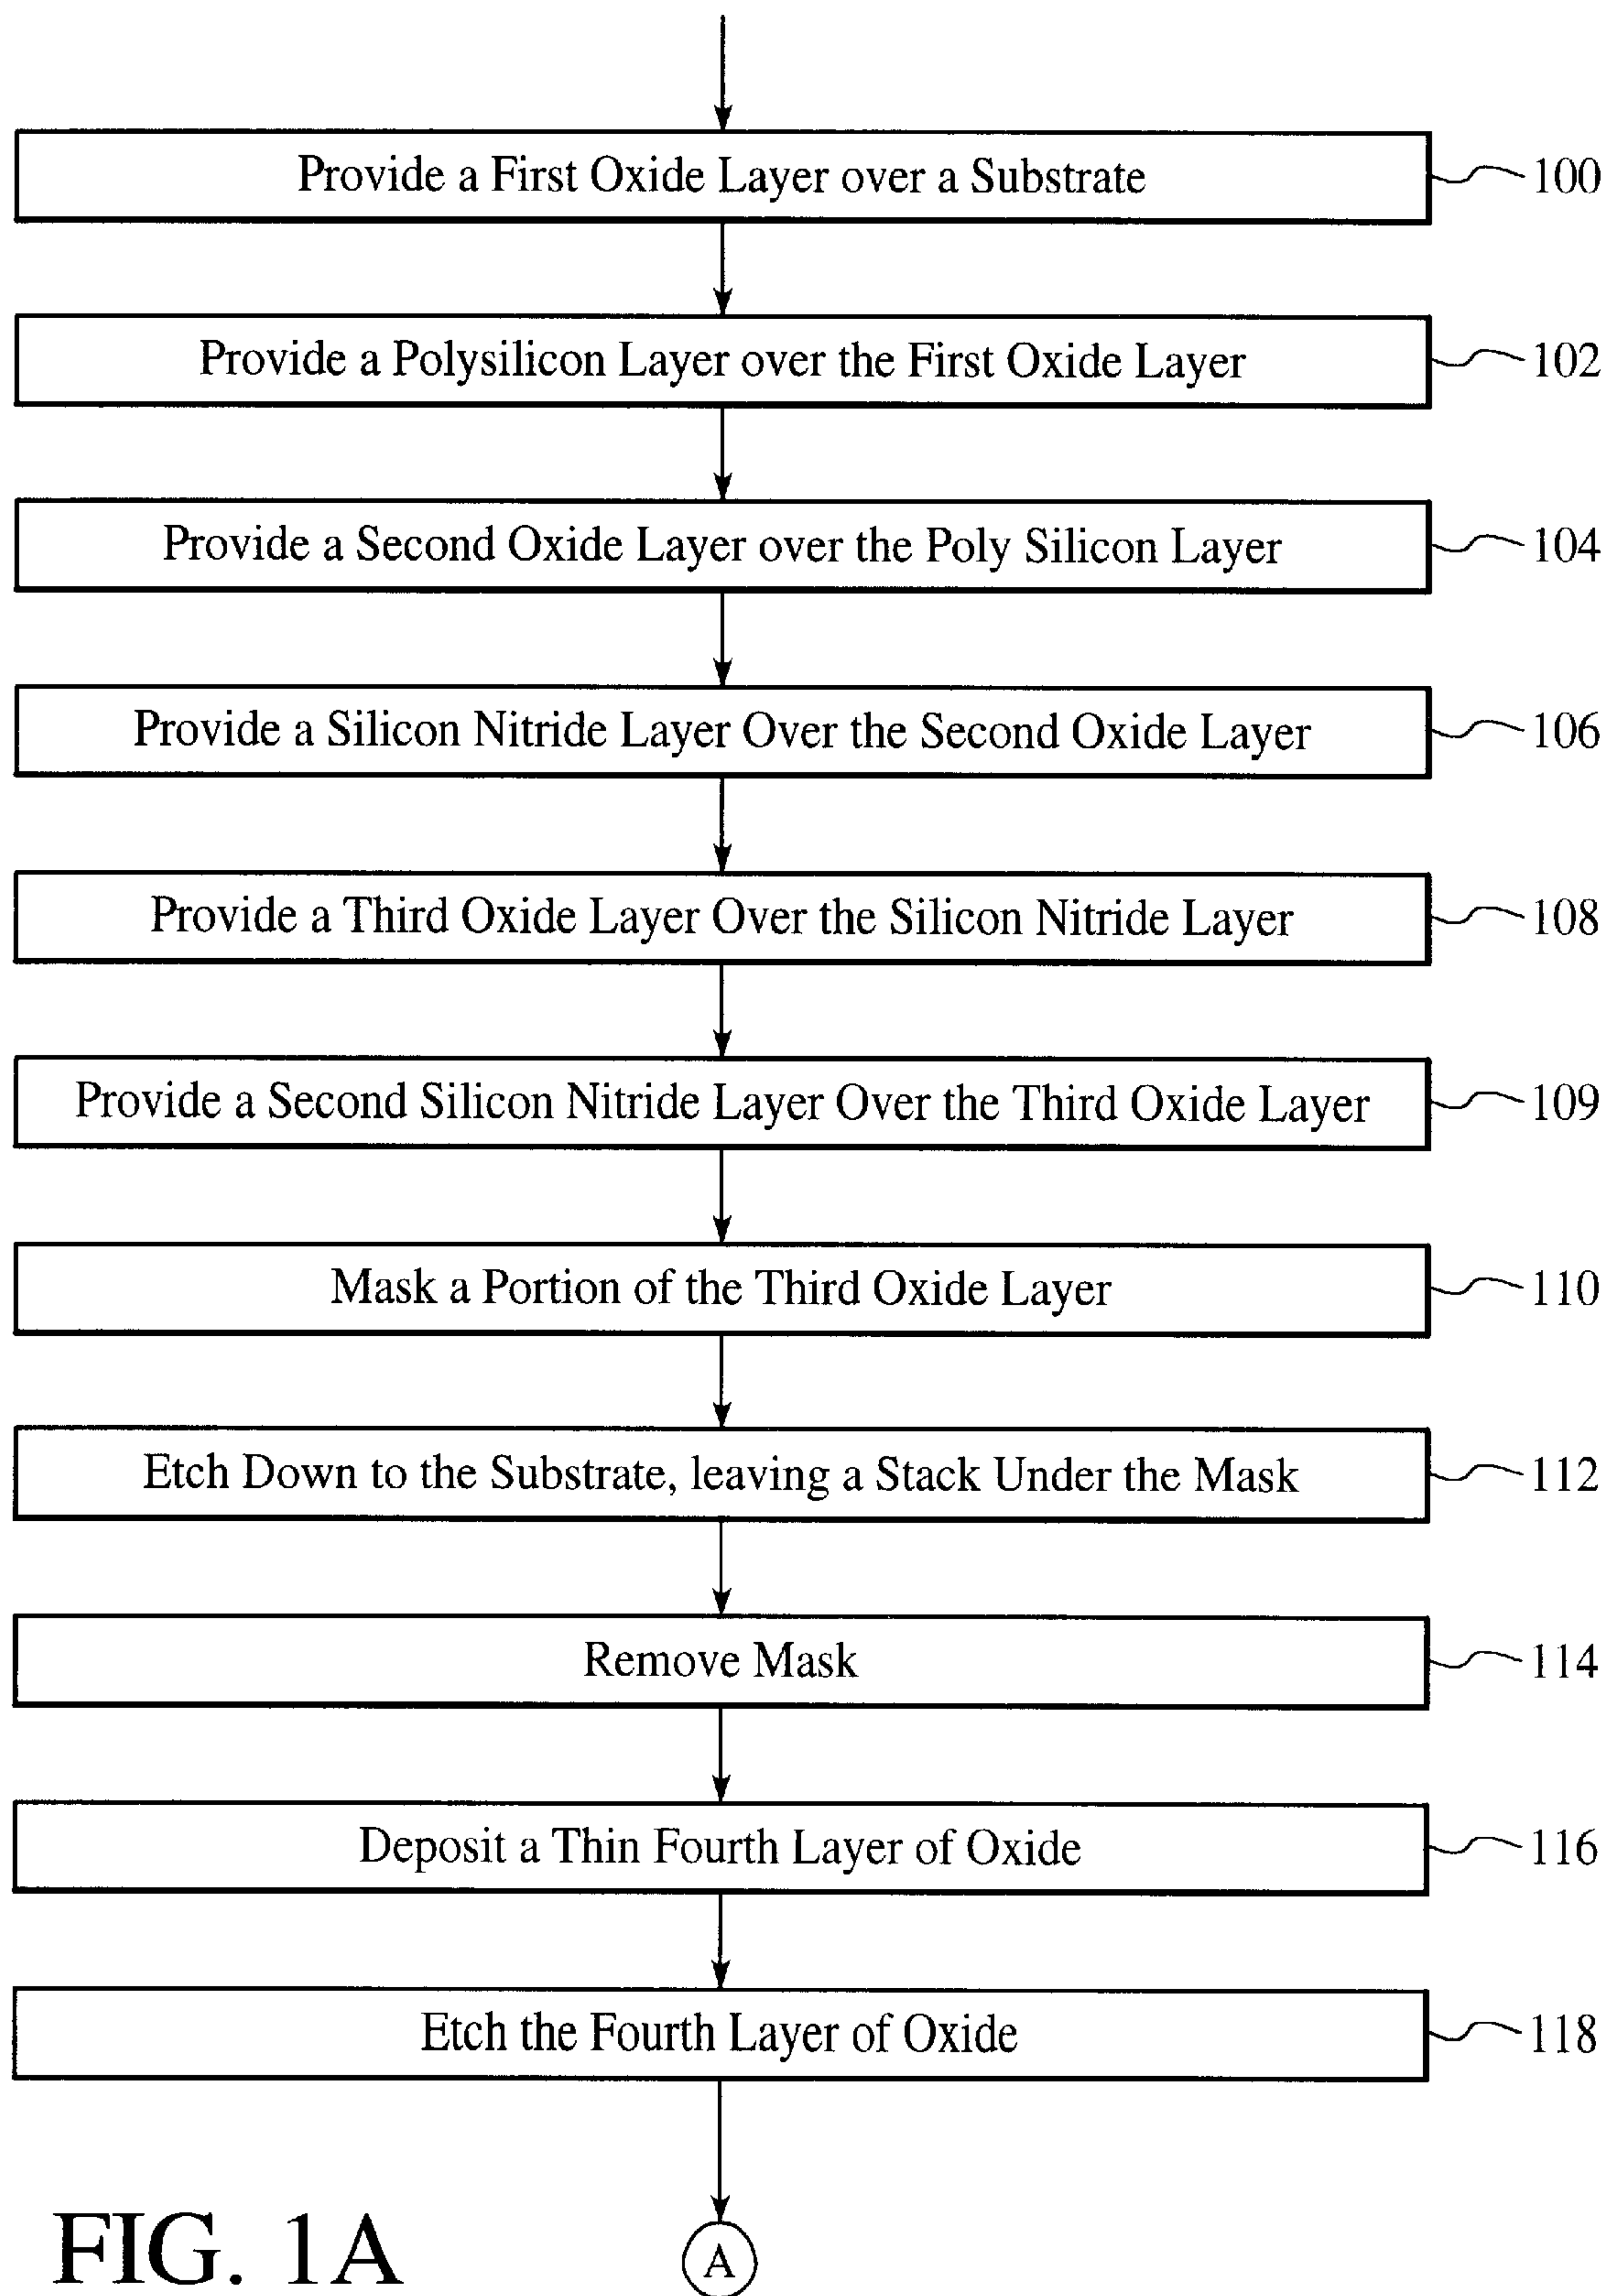 Provide a First Oxide Layer over a Substrate 100
Provide a Polysilicon Layer over the First Oxide Layer 102
Provide a Second Oxide Layer over the Poly Silicon Layer 104
Provide a Silicon Nitride Layer Over the Second Oxide Layer 106
Provide a Third Oxide Layer Over the Silicon Nitride Layer 108
Provide a Second Silicon Nitride Layer Over the Third Oxide Layer 109
Mask a Portion of the Third Oxide Layer 110
Etch Down to the Substrate, leaving a Stack Under the Mask 112
Remove Mask 114
Deposit a Thin Fourth Layer of Oxide 116
Etch the Fourth Layer of Oxide 118
FIG. 1A
A